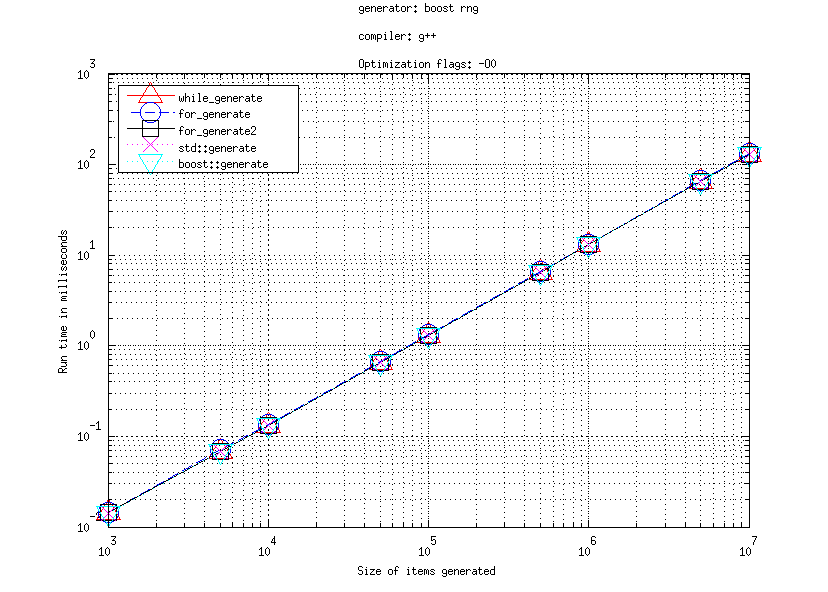 generator: boost rng
compiler: g++
Optimization flags: -O0
10^3
while_generate
for_generate
for_generate2
std::generate
boost::generate
10^2
10^1
10^0
10^-1
10^-2
Run time in milliseconds
10^3 10^4 10^5 10^6 10^7
Size of items generated